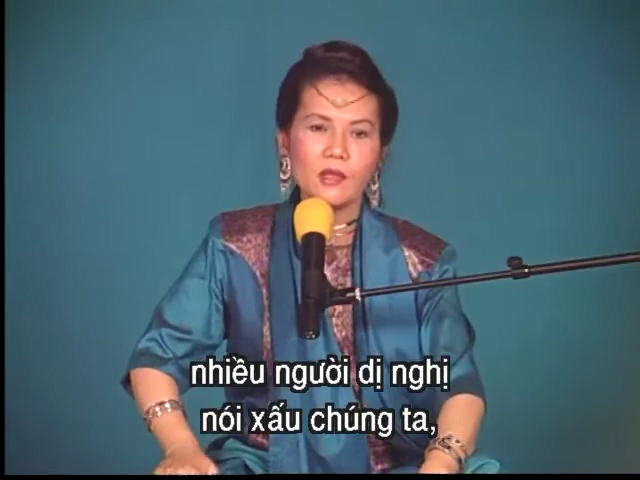 nhiều người dị nghị
nói xấu chúng ta,